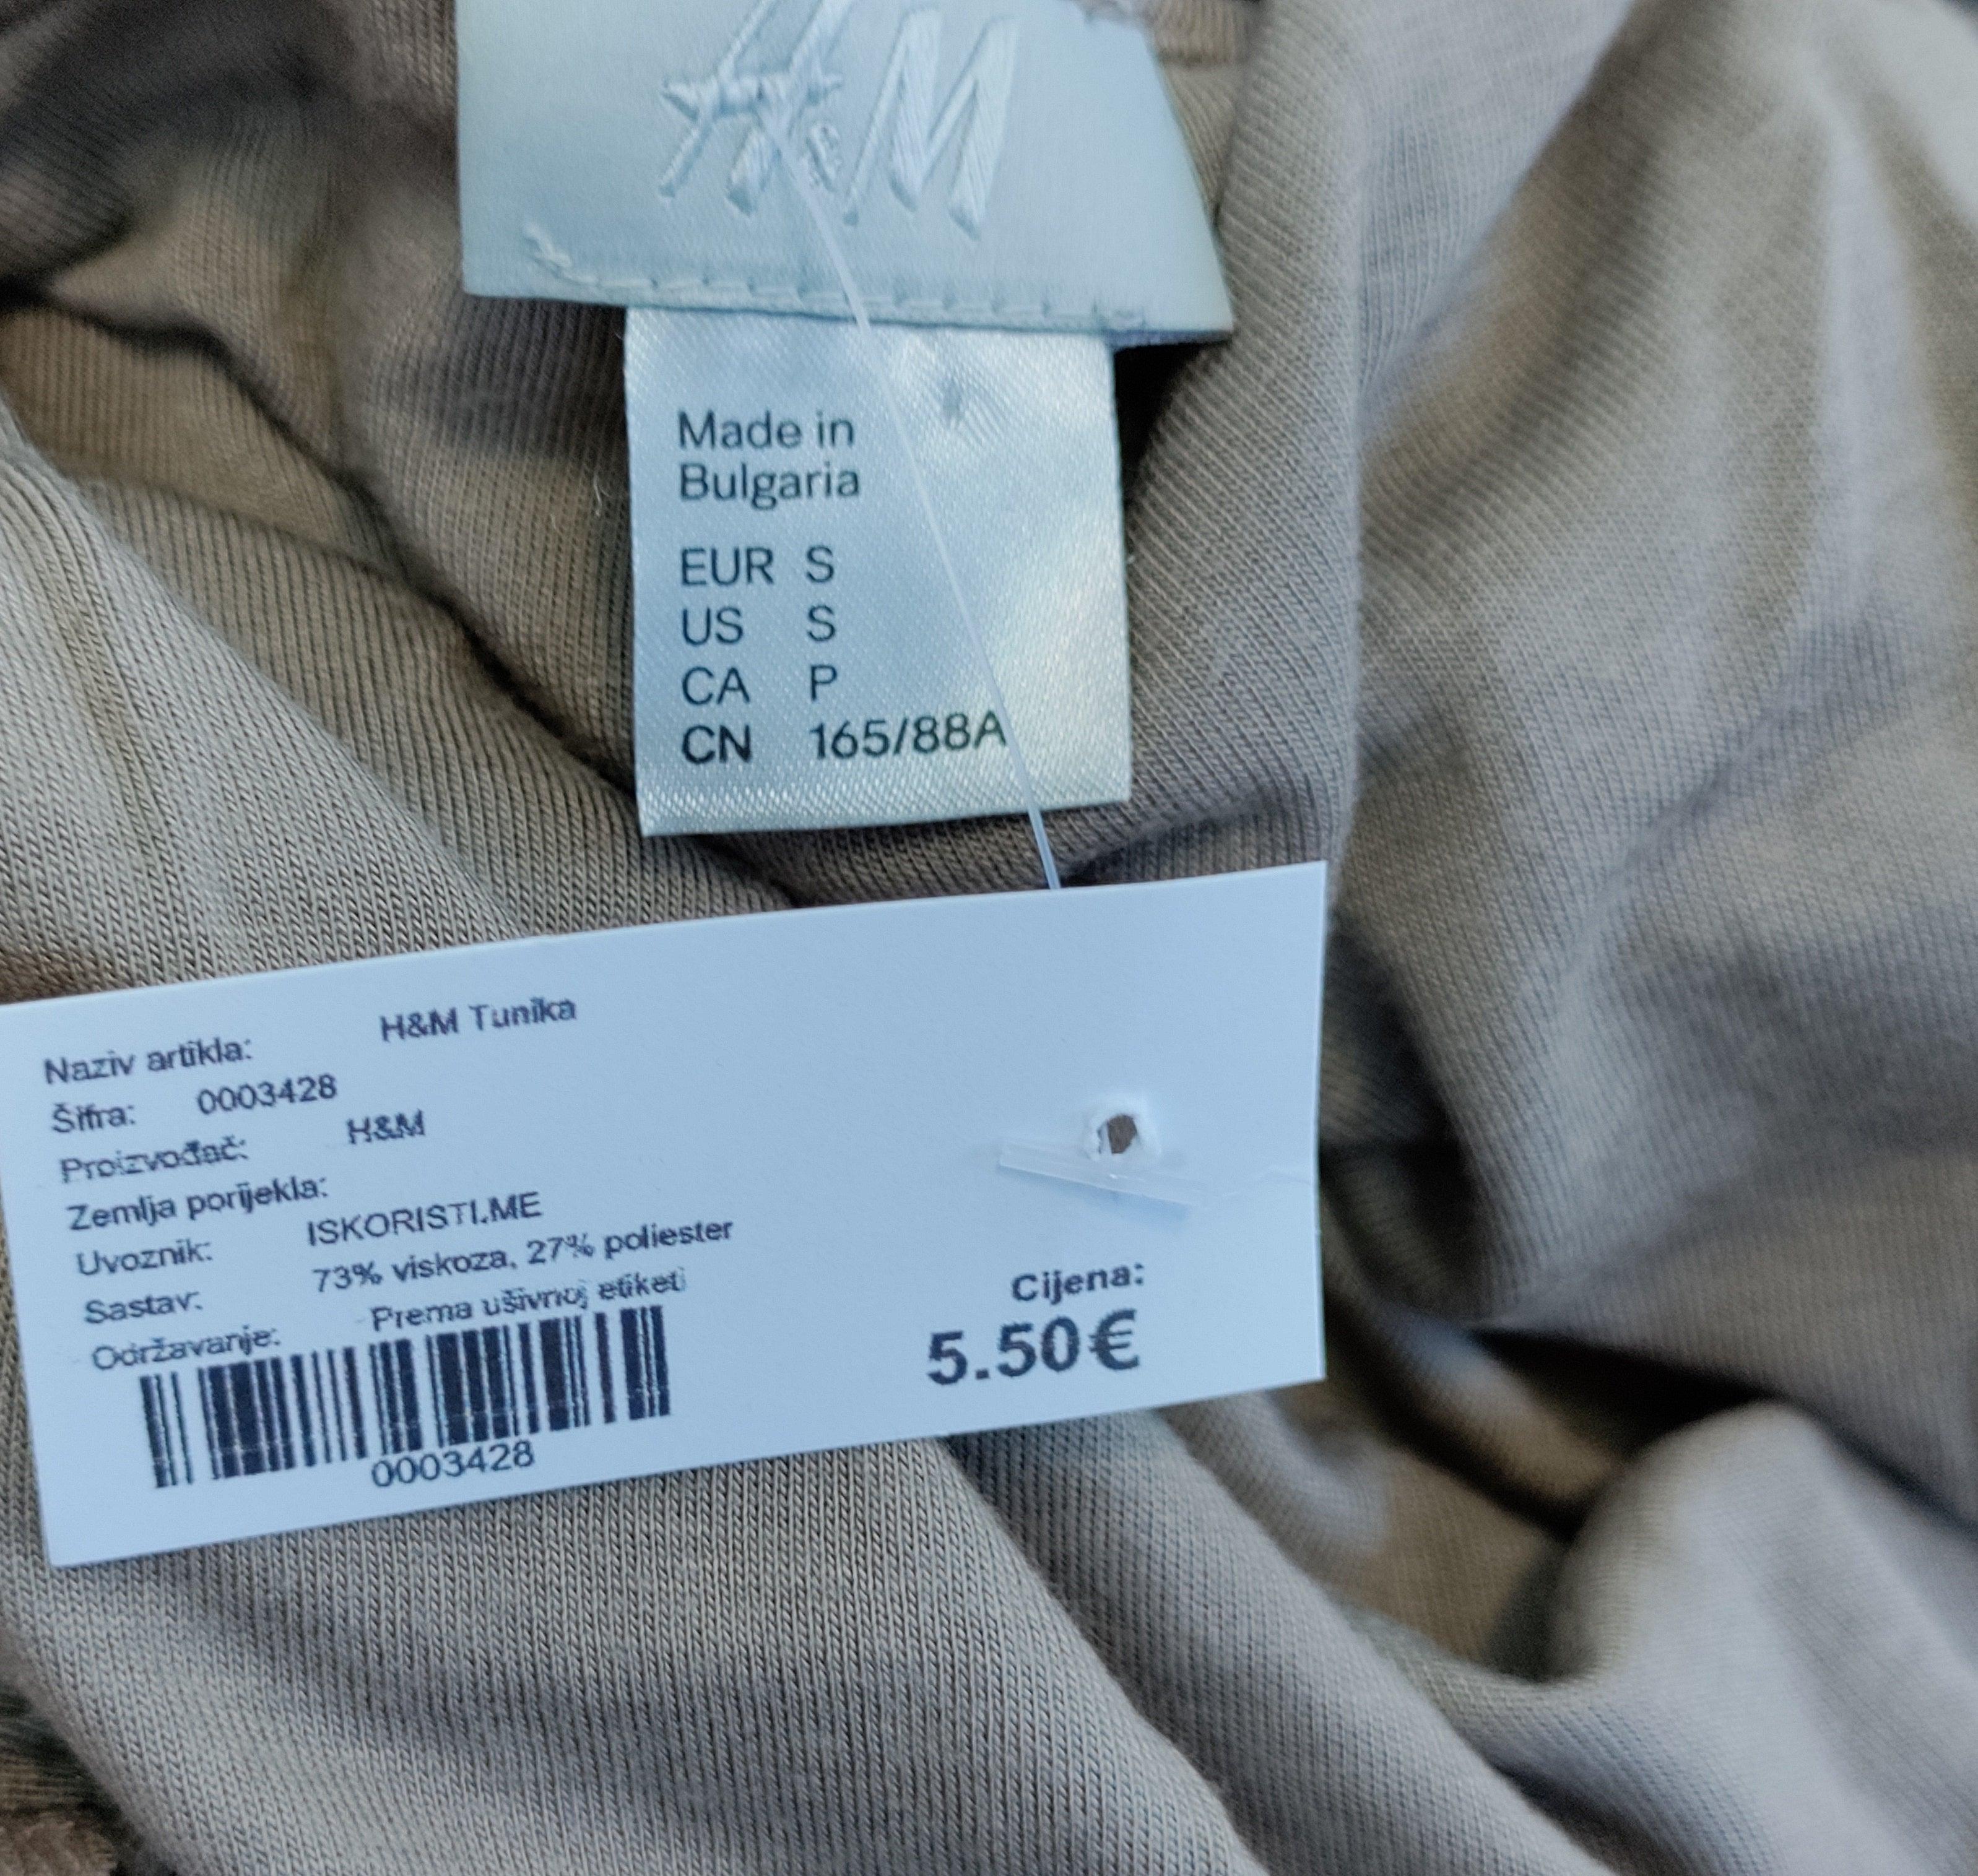 H&M
Made in
Bulgaria
EUR S
US S
CA P
CN 165/88A
Naziv artikla: H&M Tunika
Šifra: 0003428
Proizvođač: H&M
Zemlja porijekla:
Uvoznik: ISKORISTI.ME
Sastav: 73% viskoza, 27% poliester
Održavanje: Prema ušivnoj etiketi
0003428
Cijena:
5.50€